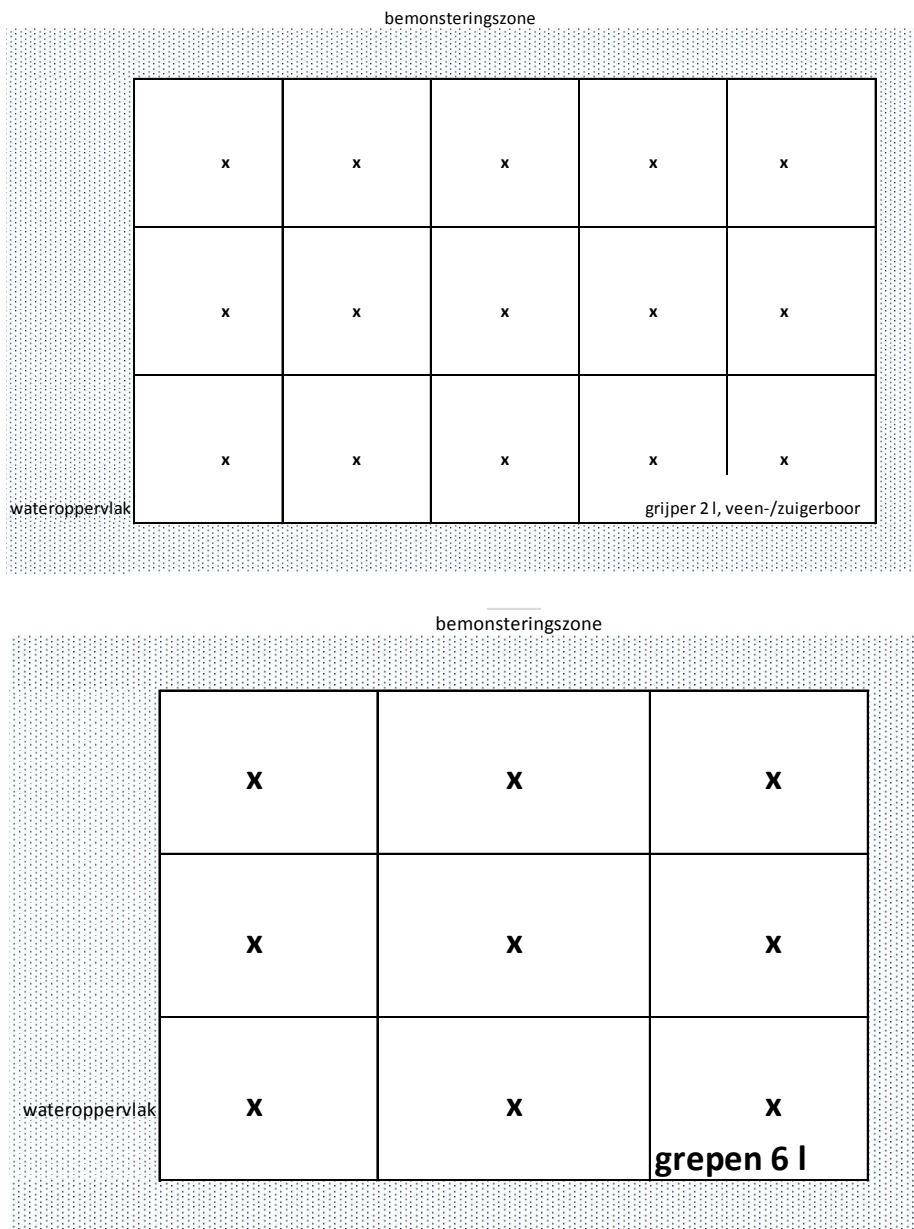 bemonsteringszone
x x x x x
x x x x x
x x x x x
wateroppervlak
grijper 2 l, veen-/zuigerboor
bemonsteringszone
x x x
x x x
wateroppervlak
x x x
grepen 6 l